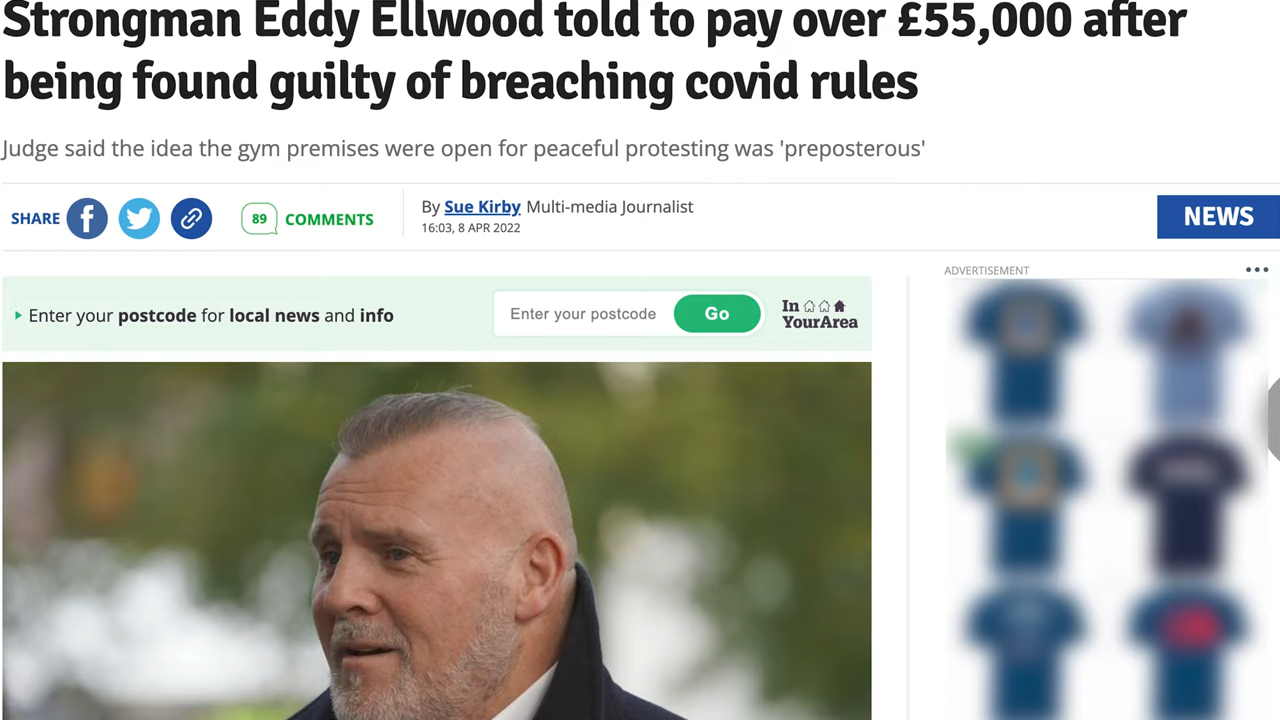 Strongman Eddy Ellwood told to pay over £55,000 after
being found guilty of breaching covid rules
Judge said the idea the gym premises were open for peaceful protesting was 'preposterous'
SHARE
89 COMMENTS
By Sue Kirby Multi-media Journalist
16:03, 8 APR 2022
NEWS
ADVERTISEMENT
Enter your postcode for local news and info
Enter your postcode
Go
In
YourArea